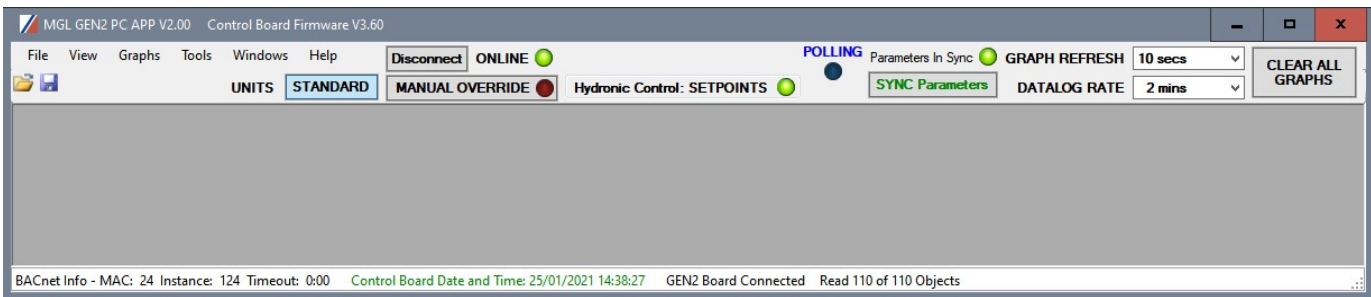 MGL GEN2 PC APP V2.00 Control Board Firmware V3.60
File View Graphs Tools Windows Help Disconnect ONLINE POLLING Parameters In Sync GRAPH REFRESH 10 secs CLEAR ALL GRAPHS
UNITS STANDARD MANUAL OVERRIDE Hydronic Control: SETPOINTS SYNC Parameters DATALOG RATE 2 mins
BACnet Info - MAC: 24 Instance: 124 Timeout: 0:00 Control Board Date and Time: 25/01/2021 14:38:27 GEN2 Board Connected Read 110 of 110 Objects